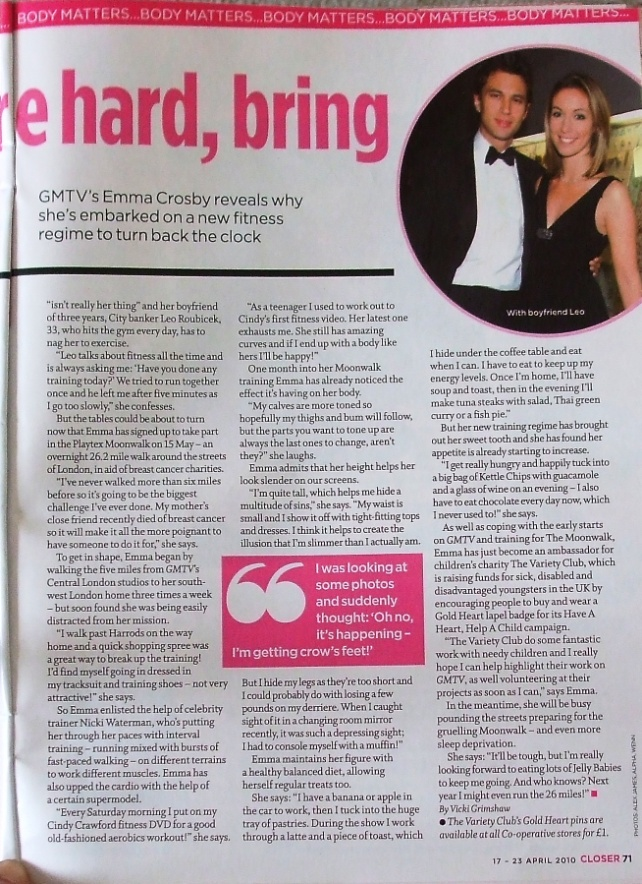 BODY MATTERS...BODY MATTERS...BODY MATTERS...BODY MATTERS...BODY MATTERS...
e hard, bring
GMTV's Emma Crosby reveals why
she's embarked on a new fitness
regime to turn back the clock
With boyfriend Leo
"isn't really her thing" and her boyfriend
of three years, City banker Leo Roubicek,
33, who hits the gym every day, has to
nag her to exercise.
"Leo talks about fitness all the time and
is always asking me: 'Have you done any
training today?' We tried to run together
once and he left me after five minutes as
I go too slowly," she confesses.
But the tables could be about to turn
now that Emma has signed up to take part
in the Playtex Moonwalk on 15 May – an
overnight 26.2 mile walk around the streets
of London, in aid of breast cancer charities.
"I've never walked more than six miles
before so it's going to be the biggest
challenge I've ever done. My mother's
close friend recently died of breast cancer
so it will make it all the more poignant to
have someone to do it for," she says.
To get in shape, Emma began by
walking the five miles from GMTV's
Central London studios to her south-
west London home three times a week
– but soon found she was being easily
distracted from her mission.
"I walk past Harrods on the way
home and a quick shopping spree was
a great way to break up the training!
I'd find myself going in dressed in
my tracksuit and training shoes – not very
attractive!" she says.
So Emma enlisted the help of celebrity
trainer Nicki Waterman, who's putting
her through her paces with interval
training – running mixed with bursts of
fast-paced walking – on different terrains
to work different muscles. Emma has
also upped the cardio with the help of
a certain supermodel.
"Every Saturday morning I put on my
Cindy Crawford fitness DVD for a good
old-fashioned aerobics workout!" she says.
"As a teenager I used to work out to
Cindy's first fitness video. Her latest one
exhausts me. She still has amazing
curves and if I end up with a body like
hers I'll be happy!"
One month into her Moonwalk
training Emma has already noticed the
effect it's having on her body.
"My calves are more toned so
hopefully my thighs and bum will follow,
but the parts you want to tone up are
always the last ones to change, aren't
they?" she laughs.
Emma admits that her height helps her
look slender on our screens.
"I'm quite tall, which helps me hide a
multitude of sins," she says. "My waist is
small and I show it off with tight-fitting tops
and dresses. I think it helps to create the
illusion that I'm slimmer than I actually am.
“ I was looking at
some photos
and suddenly
thought: 'Oh no,
it's happening –
I'm getting crow's feet!'
But I hide my legs as they're too short and
I could probably do with losing a few
pounds on my derriere. When I caught
sight of it in a changing room mirror
recently, it was such a depressing sight;
I had to console myself with a muffin!"
Emma maintains her figure with
a healthy balanced diet, allowing
herself regular treats too.
She says: "I have a banana or apple in
the car to work, then I tuck into the huge
tray of pastries. During the show I work
through a latte and a piece of toast, which
I hide under the coffee table and eat
when I can. I have to eat to keep up my
energy levels. Once I'm home, I'll have
soup and toast, then in the evening I'll
make tuna steaks with salad, Thai green
curry or a fish pie."
But her new training regime has brought
out her sweet tooth and she has found her
appetite is already starting to increase.
"I get really hungry and happily tuck into
a big bag of Kettle Chips with guacamole
and a glass of wine on an evening – I also
have to eat chocolate every day now, which
I never used to!" she says.
As well as coping with the early starts
on GMTV and training for The Moonwalk,
Emma has just become an ambassador for
children's charity The Variety Club, which
is raising funds for sick, disabled and
disadvantaged youngsters in the UK by
encouraging people to buy and wear a
Gold Heart lapel badge for its Have A
Heart, Help A Child campaign.
"The Variety Club do some fantastic
work with needy children and I really
hope I can help highlight their work on
GMTV, as well volunteering at their
projects as soon as I can," says Emma.
In the meantime, she will be busy
pounding the streets preparing for the
gruelling Moonwalk – and even more
sleep deprivation.
She says: "It'll be tough, but I'm really
looking forward to eating lots of Jelly Babies
to keep me going. And who knows? Next
year I might even run the 26 miles!" ■
By Vicki Grimshaw
● The Variety Club's Gold Heart pins are
available at all Co-operative stores for £1.
PHOTOS: ALEX JAMES, ALPHA, WENN
17 – 23 APRIL 2010 CLOSER 71